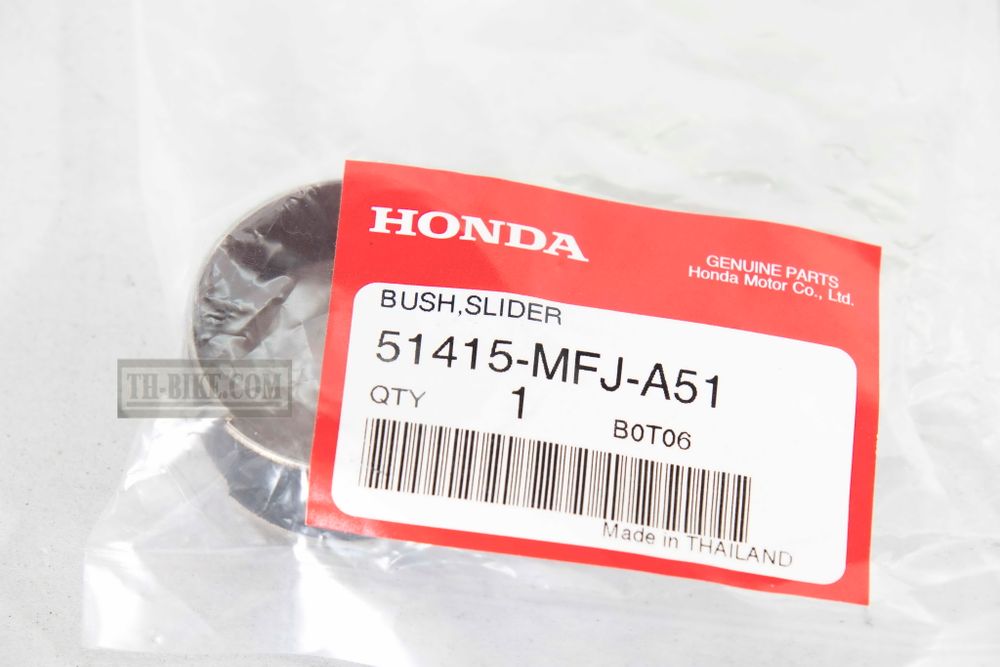 HONDA
GENUINE PARTS
Honda Motor Co., Ltd.
BUSH,SLIDER
51415-MFJ-A51
QTY 1 B0T06
Made in THAILAND
TH-BIKE.COM